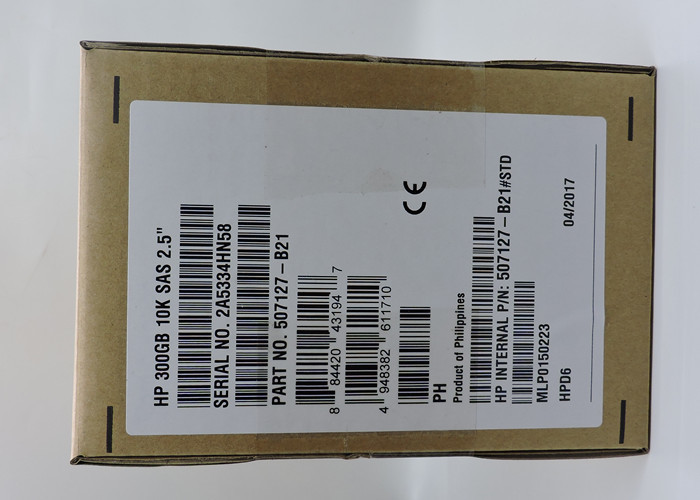 HP 300GB 10K SAS 2.5"
SERIAL NO. 2A5334HN58
PART NO. 507127-B21
8 84420 43194 7
4 948382 611710
PH
Product of Philippines
HP INTERNAL P/N: 507127-B21#STD
MLP0150223
HPD6
04/2017
CE